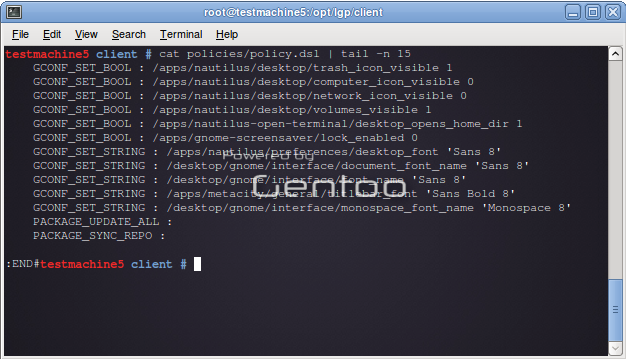 root@testmachine5:/opt/lgp/client
File Edit View Search Terminal Help
testmachine5 client # cat policies/policy.dsl | tail -n 15
GCONF_SET_BOOL : /apps/nautilus/desktop/trash_icon_visible 1
GCONF_SET_BOOL : /apps/nautilus/desktop/computer_icon_visible 0
GCONF_SET_BOOL : /apps/nautilus/desktop/network_icon_visible 0
GCONF_SET_BOOL : /apps/nautilus/desktop/volumes_visible 1
GCONF_SET_BOOL : /apps/nautilus-open-terminal/desktop_opens_home_dir 1
GCONF_SET_BOOL : /apps/gnome-screensaver/lock_enabled 0
GCONF_SET_STRING : /apps/nautilus/preferences/desktop_font 'Sans 8'
GCONF_SET_STRING : /desktop/gnome/interface/document_font_name 'Sans 8'
GCONF_SET_STRING : /desktop/gnome/interface/font_name 'Sans 8'
GCONF_SET_STRING : /apps/metacity/general/titlebar_font 'Sans Bold 8'
GCONF_SET_STRING : /desktop/gnome/interface/monospace_font_name 'Monospace 8'
PACKAGE_UPDATE_ALL :
PACKAGE_SYNC_REPO :
:END#testmachine5 client #
Powered by
Gentoo